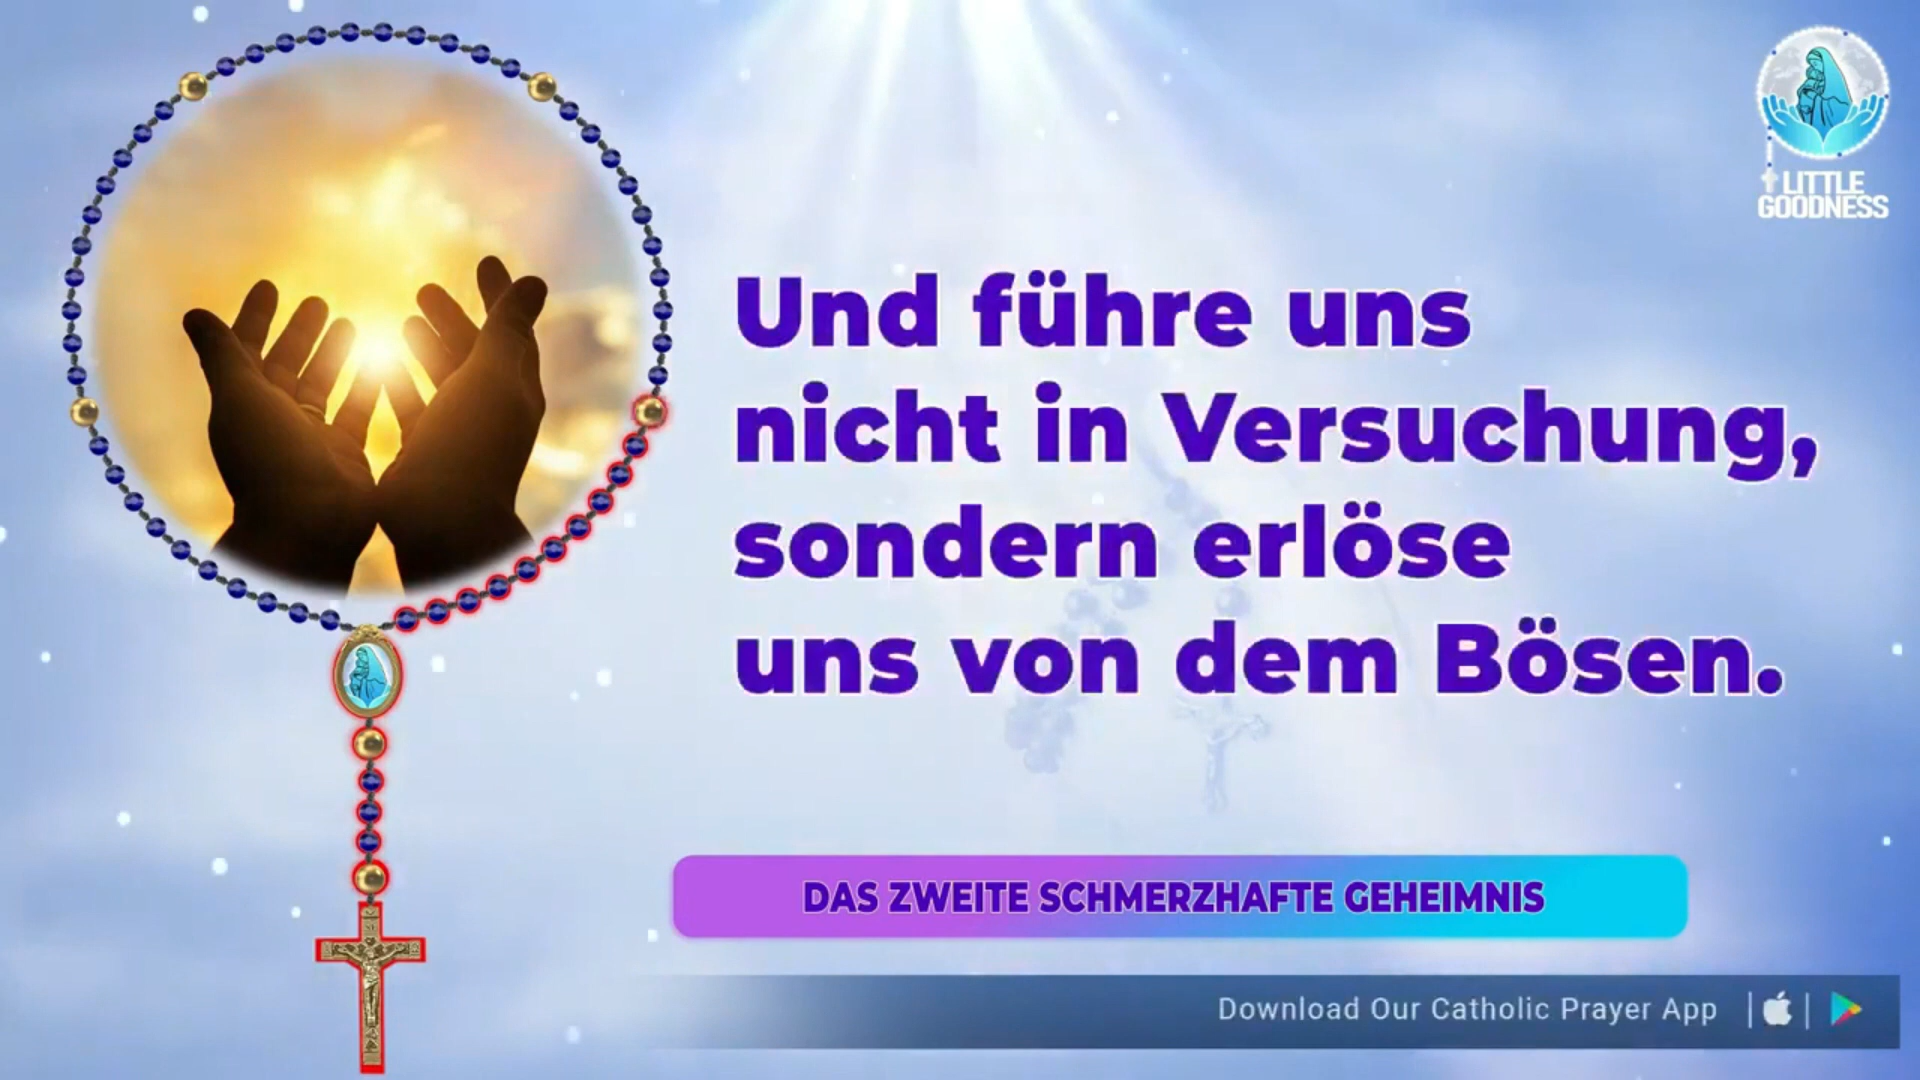 LITTLE
GOODNESS
Und führe uns
nicht in Versuchung,
sondern erlöse
uns von dem Bösen.
DAS ZWEITE SCHMERZHAFTE GEHEIMNIS
Download Our Catholic Prayer App